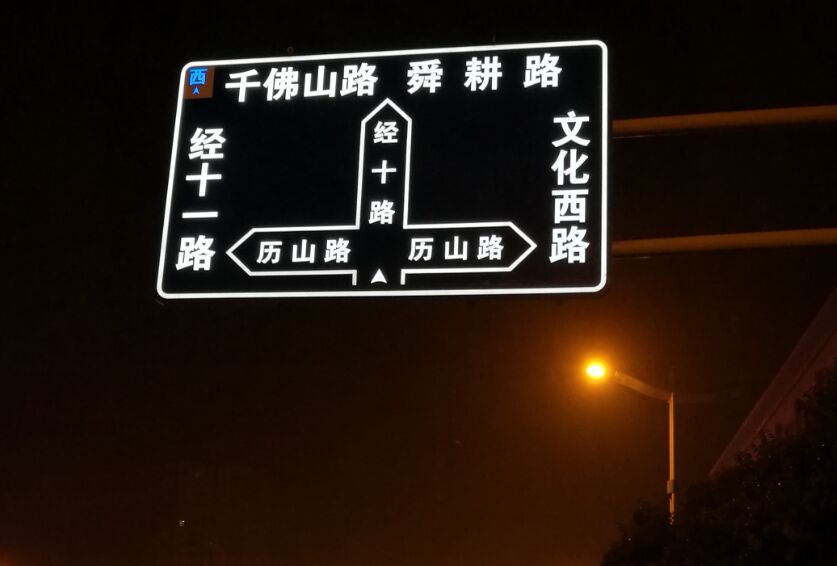 西
千佛山路 舜耕路
经十一路
经十路
文化西路
历山路
历山路